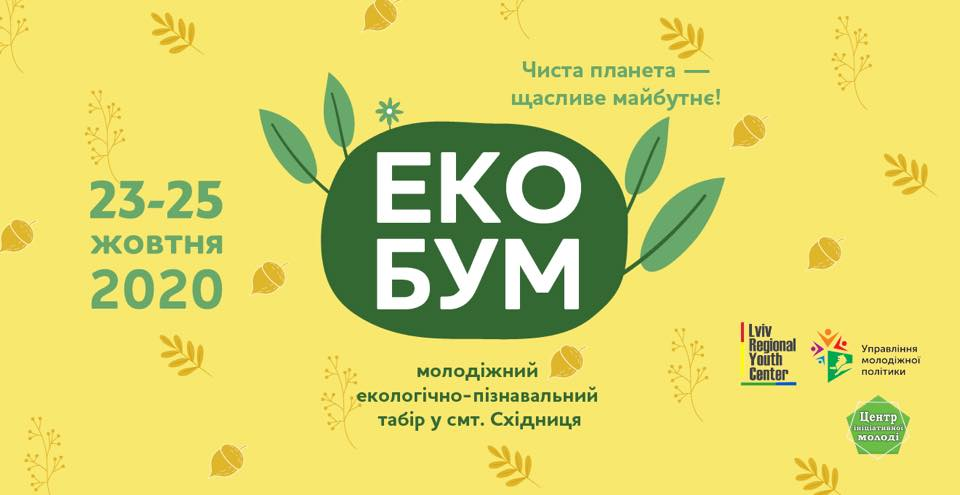 Чиста планета —
щасливе майбутнє!
ЕКО
БУМ
23-25
жовтня
2020
молодіжний
екологічно-пізнавальний
табір у смт. Східниця
Lviv
Regional
Youth
Center
Управління
молодіжної
політики
Центр
ініціативної
молоді